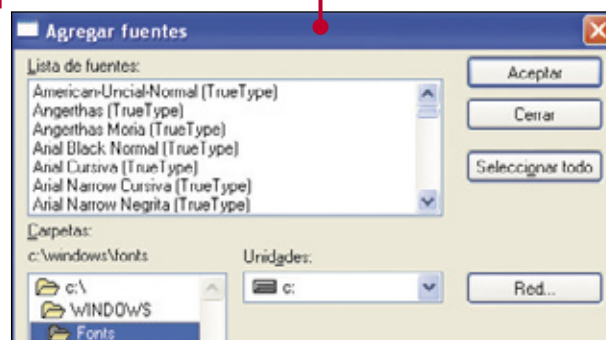 Agregar fuentes
Lista de fuentes:
American-Uncial-Normal (TrueType)
Angerthas (TrueType)
Angerthas Moria (TrueType)
Arial Black Normal (TrueType)
Arial Cursiva (TrueType)
Arial Narrow Cursiva (TrueType)
Arial Narrow Negrita (TrueType)
Aceptar
Cerrar
Seleccignar todo
Carpetas:
c:\windows\fonts
Unidades:
c:\
WINDOWS
Fonts
c:
Red...